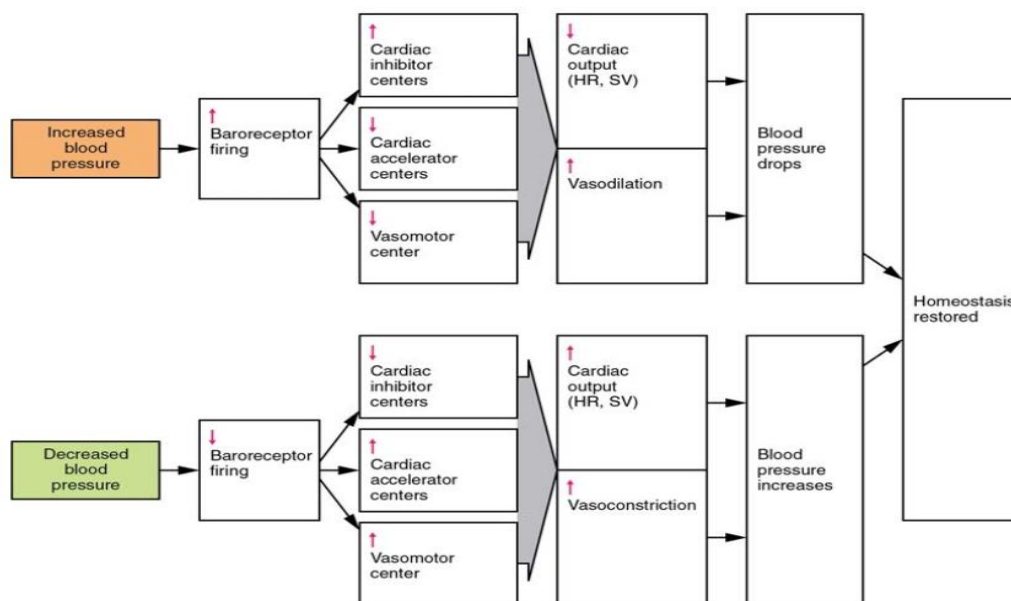 Increased
blood
pressure
↑
Baroreceptor
firing
↑
Cardiac
inhibitor
centers
↓
Cardiac
accelerator
centers
↓
Vasomotor
center
↓
Cardiac
output
(HR, SV)
↑
Vasodilation
Blood
pressure
drops
Homeostasis
restored
Decreased
blood
pressure
↓
Baroreceptor
firing
↓
Cardiac
inhibitor
centers
↑
Cardiac
accelerator
centers
↑
Vasomotor
center
↑
Cardiac
output
(HR, SV)
↑
Vasoconstriction
Blood
pressure
increases